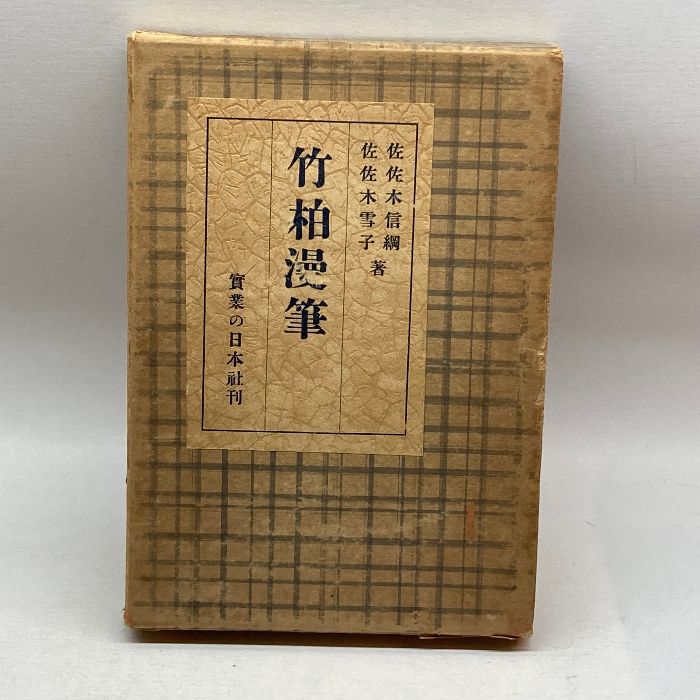 佐佐木信綱
佐佐木雪子
著
竹柏漫筆
實業の日本社刊